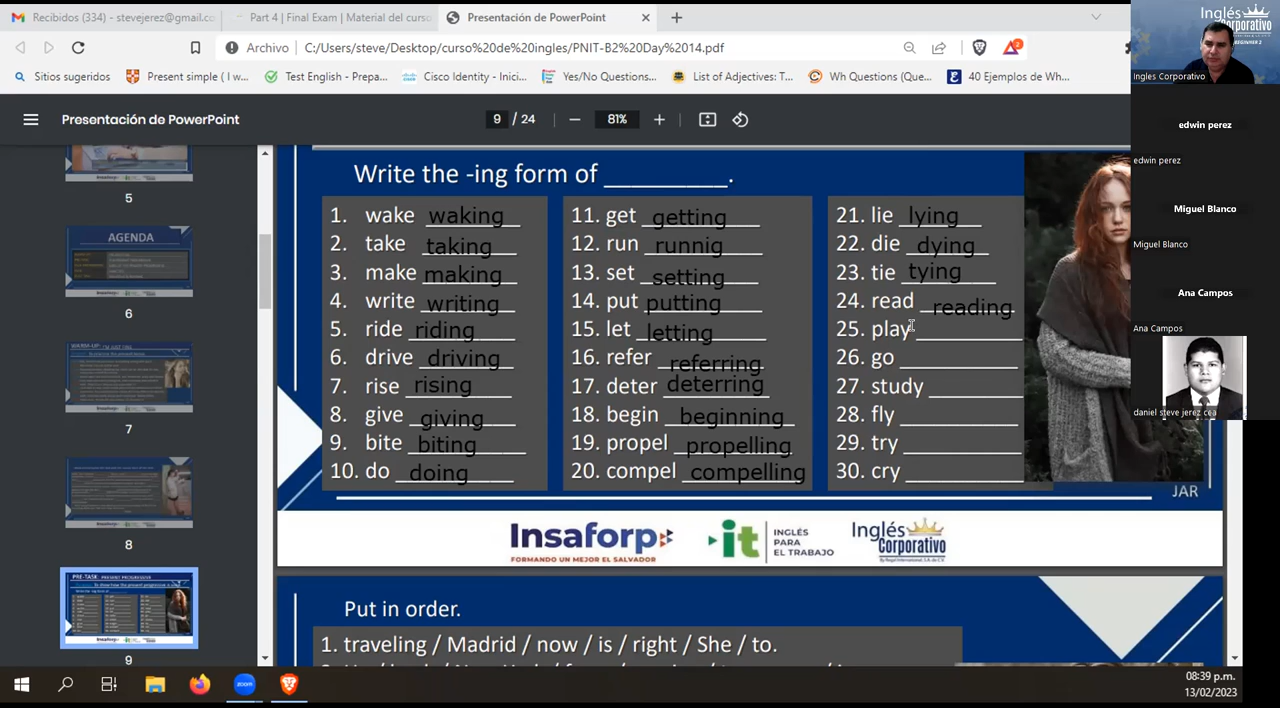 Recibidos (334) - stevejerez@gmail.co
Part 4 | Final Exam | Material del curso
Presentación de PowerPoint
Archivo
C:/Users/steve/Desktop/curso%20de%20ingles/PNIT-B2%20Day%2014.pdf
2
Sitios sugeridos
Present simple ( I w...
Test English - Prepa...
Cisco Identity - Inici...
Yes/No Questions...
List of Adjectives: T...
Wh Questions (Que...
40 Ejemplos de Wh...
Presentación de PowerPoint
9 / 24
81%
5
AGENDA
6
7
8
PRE-TASK: PRESENT PROGRESSIVE
9
Write the -ing form of _________.
1. wake waking
2. take taking
3. make making
4. write writing
5. ride riding
6. drive driving
7. rise rising
8. give giving
9. bite biting
10. do doing
11. get getting
12. run runnig
13. set setting
14. put putting
15. let letting
16. refer referring
17. deter deterring
18. begin beginning
19. propel propelling
20. compel compelling
21. lie lying
22. die dying
23. tie tying
24. read reading
25. play
26. go
27. study
28. fly
29. try
30. cry
JAR
Insaforp
FORMANDO UN MEJOR EL SALVADOR
it
INGLÉS
PARA
EL TRABAJO
Inglés
Corporativo
Put in order.
1. traveling / Madrid / now / is / right / She / to.
Inglés
Corporativo
Ingles Corporativo
edwin perez
edwin perez
Miguel Blanco
Miguel Blanco
Ana Campos
Ana Campos
daniel steve jerez cea
zoom
08:39 p.m.
13/02/2023